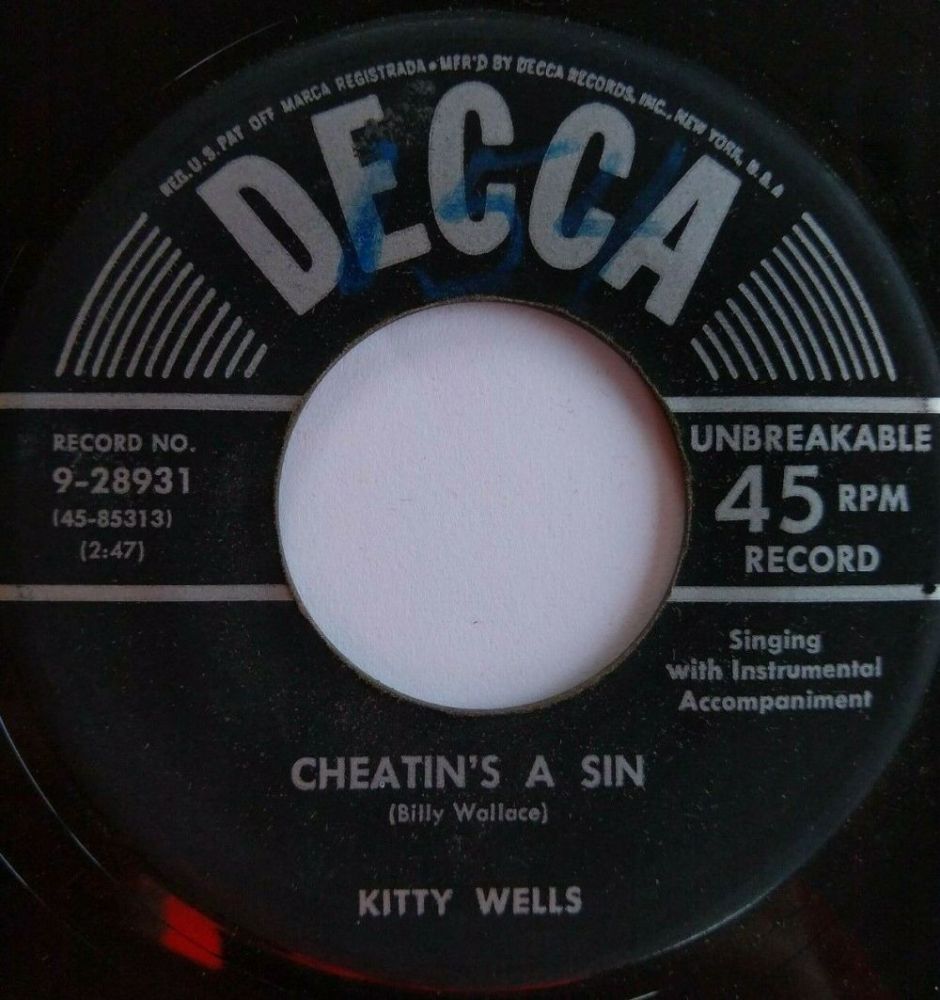 REG. U.S. PAT OFF MARCA REGISTRADA • MFR'D BY DECCA RECORDS, INC., NEW YORK, U.S.A.
DECCA
RECORD NO.
9-28931
(45-85313)
(2:47)
UNBREAKABLE
45 RPM
RECORD
Singing
with Instrumental
Accompaniment
CHEATIN'S A SIN
(Billy Wallace)
KITTY WELLS